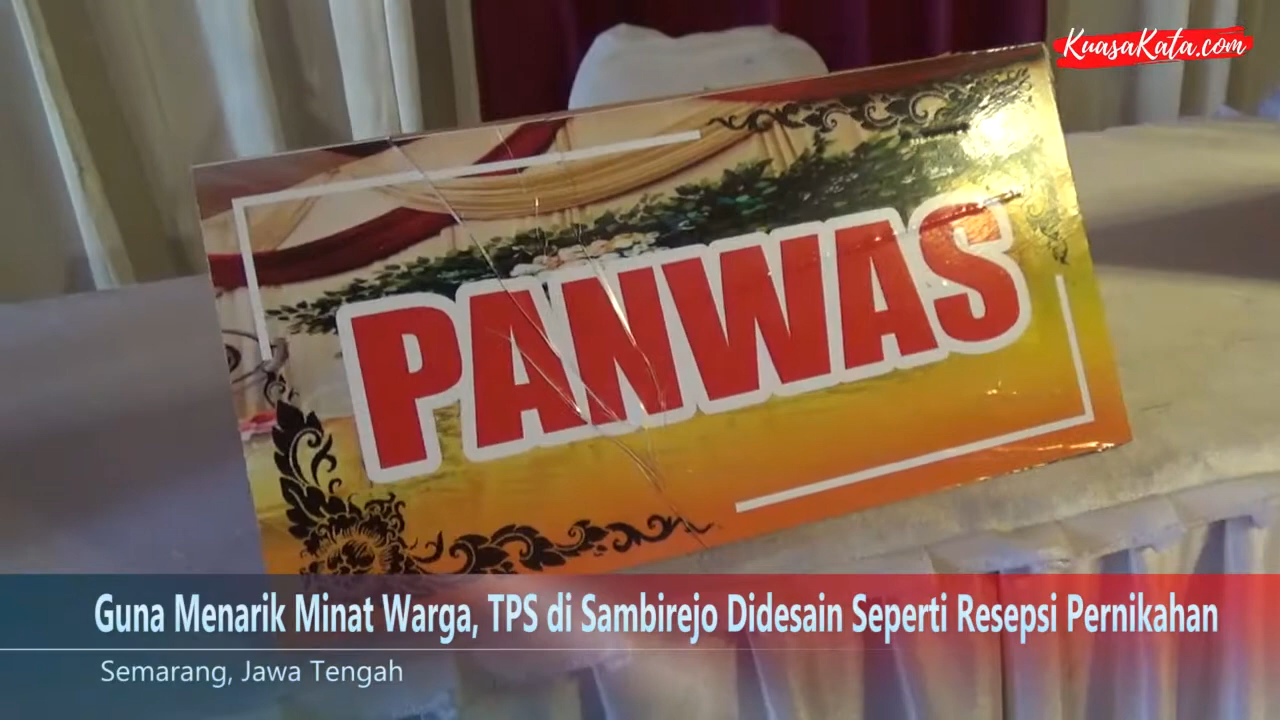 KuasaKata.com
PANWAS
Guna Menarik Minat Warga, TPS di Sambirejo Didesain Seperti Resepsi Pernikahan
Semarang, Jawa Tengah